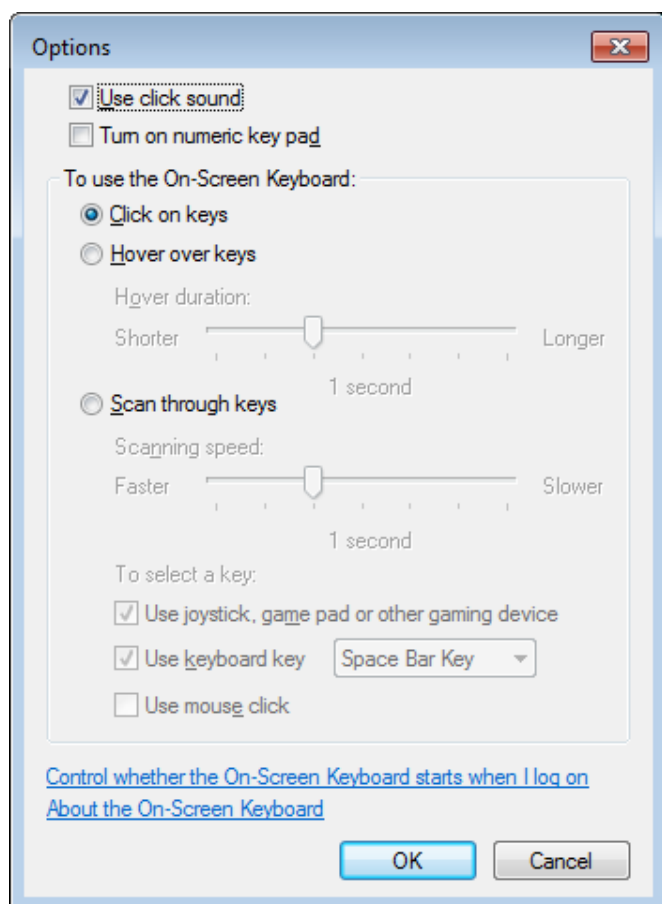 Options
Use click sound
Turn on numeric key pad
To use the On-Screen Keyboard:
Click on keys
Hover over keys
Hover duration:
Shorter Longer
1 second
Scan through keys
Scanning speed:
Faster Slower
1 second
To select a key:
Use joystick, game pad or other gaming device
Use keyboard key Space Bar Key
Use mouse click
Control whether the On-Screen Keyboard starts when I log on
About the On-Screen Keyboard
OK Cancel